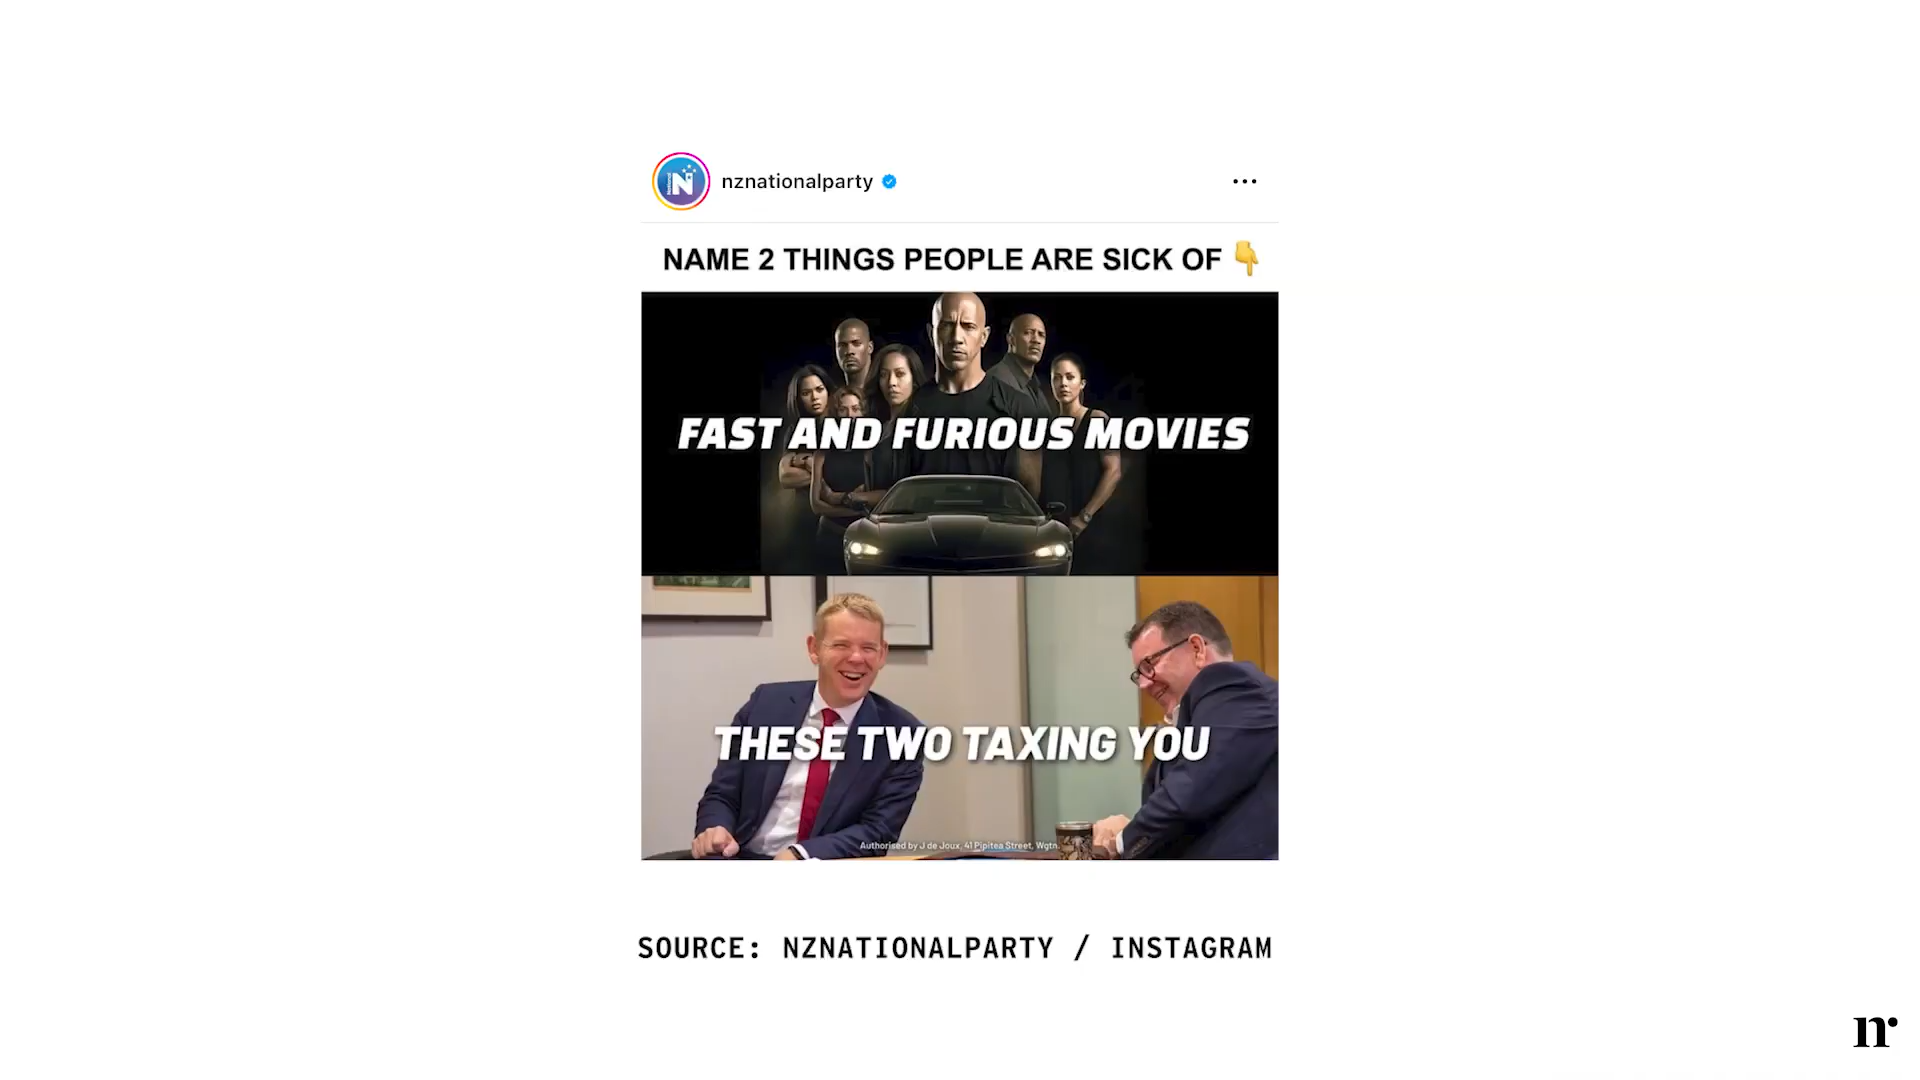 nznationalparty
NAME 2 THINGS PEOPLE ARE SICK OF 👇
FAST AND FURIOUS MOVIES
THESE TWO TAXING YOU
Authorised by J de Joux, 41 Pipitea Street, Wgtn.
SOURCE: NZNATIONALPARTY / INSTAGRAM
nr